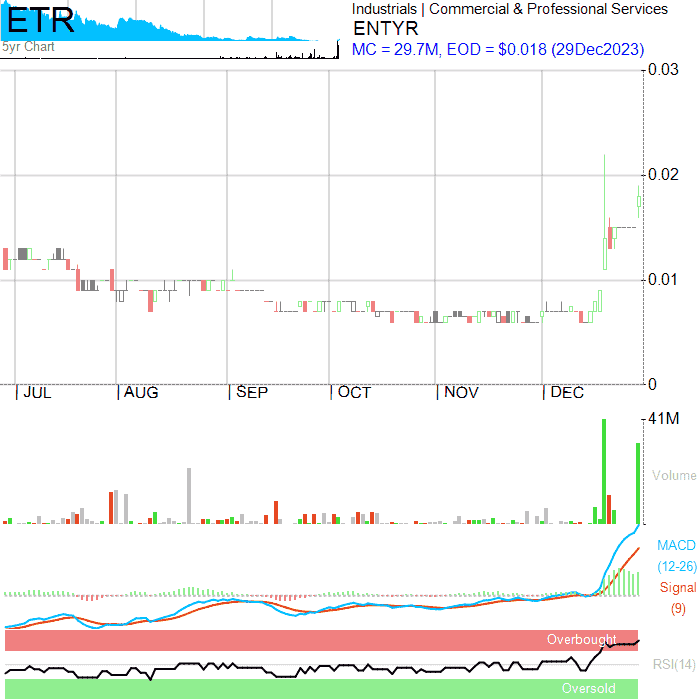 ETR
5yr Chart
Industrials | Commercial & Professional Services
ENTYR
MC = 29.7M, EOD = $0.018 (29Dec2023)
0.03
0.02
0.01
0
JUL AUG SEP OCT NOV DEC
41M
Volume
MACD
(12-26)
Signal
(9)
Overbought
RSI(14)
Oversold